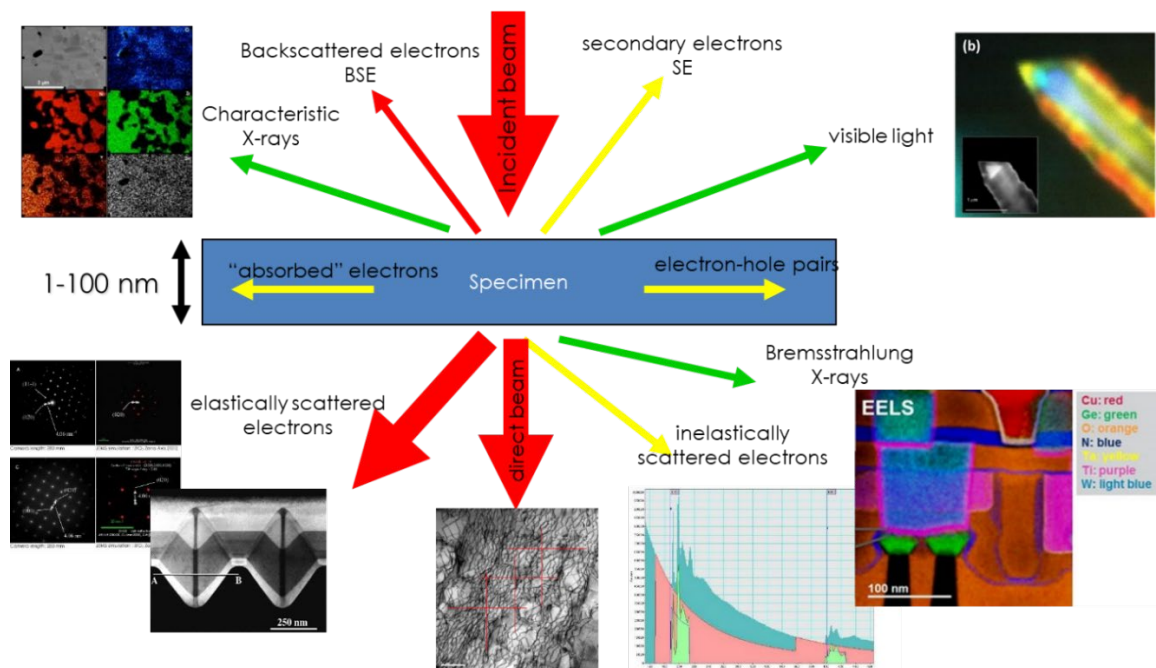 Backscattered electrons
BSE
Incident beam
secondary electrons
SE
(b)
Characteristic
X-rays
visible light
1-100 nm
"absorbed" electrons
Specimen
electron-hole pairs
Bremsstrahlung
X-rays
elastically scattered
electrons
direct beam
inelastically
scattered electrons
EELS
Cu: red
Ge: green
O: orange
N: blue
Ta: yellow
Ti: purple
W: light blue
100 nm
A
B
250 nm